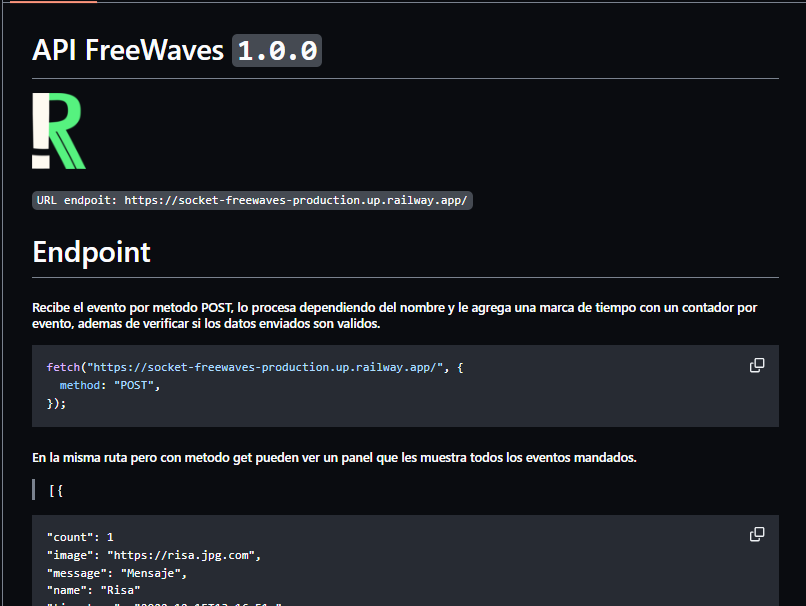 API FreeWaves 1.0.0
R
URL endpoit: https://socket-freewaves-production.up.railway.app/
Endpoint
Recibe el evento por metodo POST, lo procesa dependiendo del nombre y le agrega una marca de tiempo con un contador por
evento, ademas de verificar si los datos enviados son validos.
fetch("https://socket-freewaves-production.up.railway.app/", {
method: "POST",
});
En la misma ruta pero con metodo get pueden ver un panel que les muestra todos los eventos mandados.
[{
"count": 1
"image": "https://risa.jpg.com",
"message": "Mensaje",
"name": "Risa"